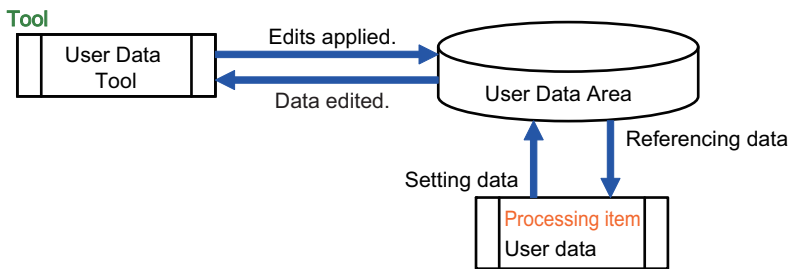 Tool
User Data
Tool
Edits applied.
Data edited.
User Data Area
Setting data
Referencing data
Processing item
User data